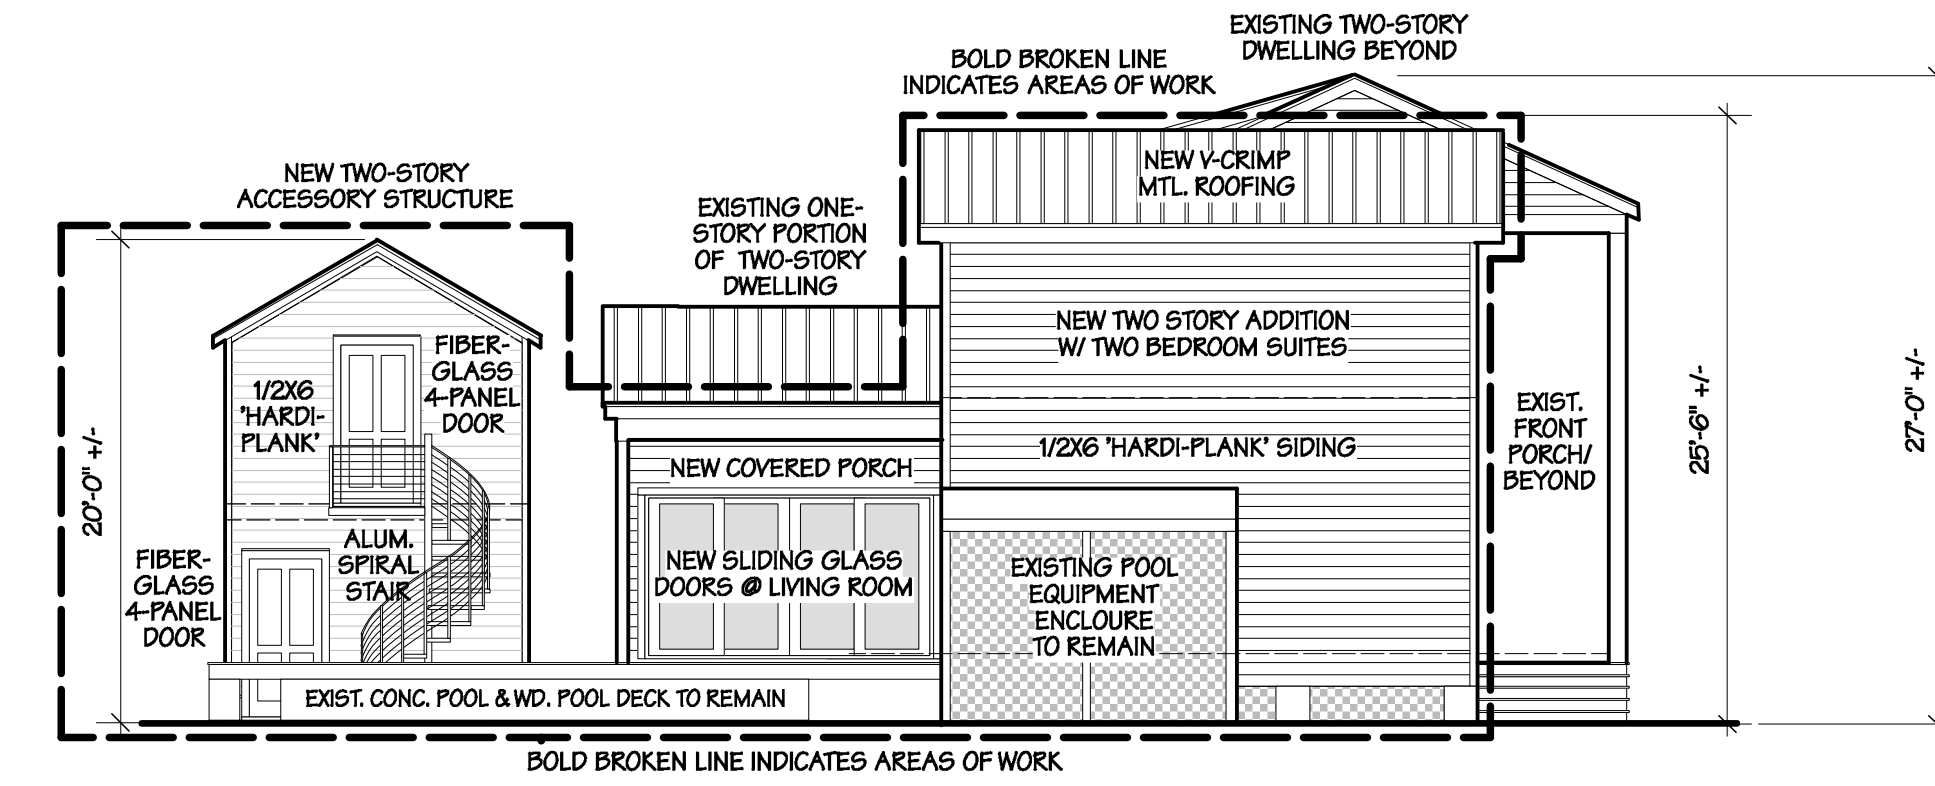 EXISTING TWO-STORY
DWELLING BEYOND
BOLD BROKEN LINE
INDICATES AREAS OF WORK
NEW TWO-STORY
ACCESSORY STRUCTURE
EXISTING ONE-
STORY PORTION
OF TWO-STORY
DWELLING
NEW V-CRIMP
MTL. ROOFING
NEW TWO STORY ADDITION
W/ TWO BEDROOM SUITES
FIBER-
GLASS
4-PANEL
DOOR
1/2X6
'HARDI-
PLANK'
20'-0" +/-
NEW COVERED PORCH
1/2X6 'HARDI-PLANK' SIDING
EXIST.
FRONT
PORCH/
BEYOND
25'-6" +/-
27'-0" +/-
FIBER-
GLASS
4-PANEL
DOOR
ALUM.
SPIRAL
STAIR
NEW SLIDING GLASS
DOORS @ LIVING ROOM
EXISTING POOL
EQUIPMENT
ENCLOURE
TO REMAIN
EXIST. CONC. POOL & WD. POOL DECK TO REMAIN
BOLD BROKEN LINE INDICATES AREAS OF WORK